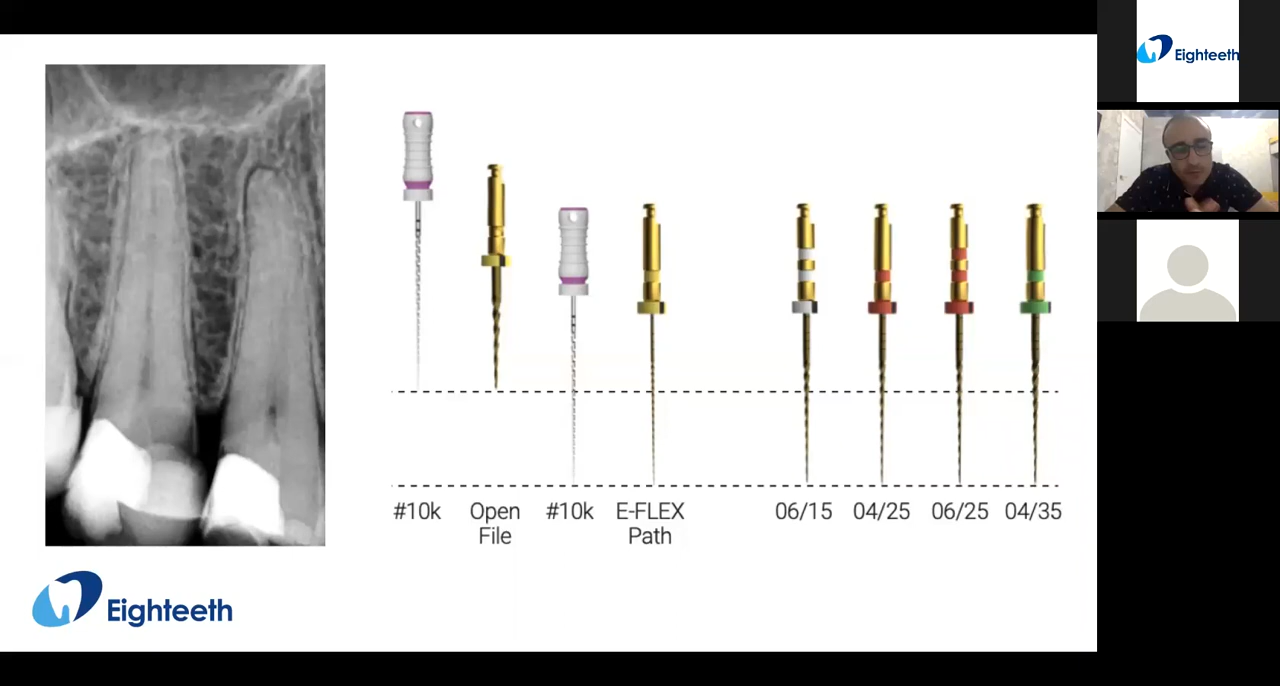 Eighteeth
#10k
Open
File
#10k
E-FLEX
Path
06/15
04/25
06/25
04/35
Eighteeth